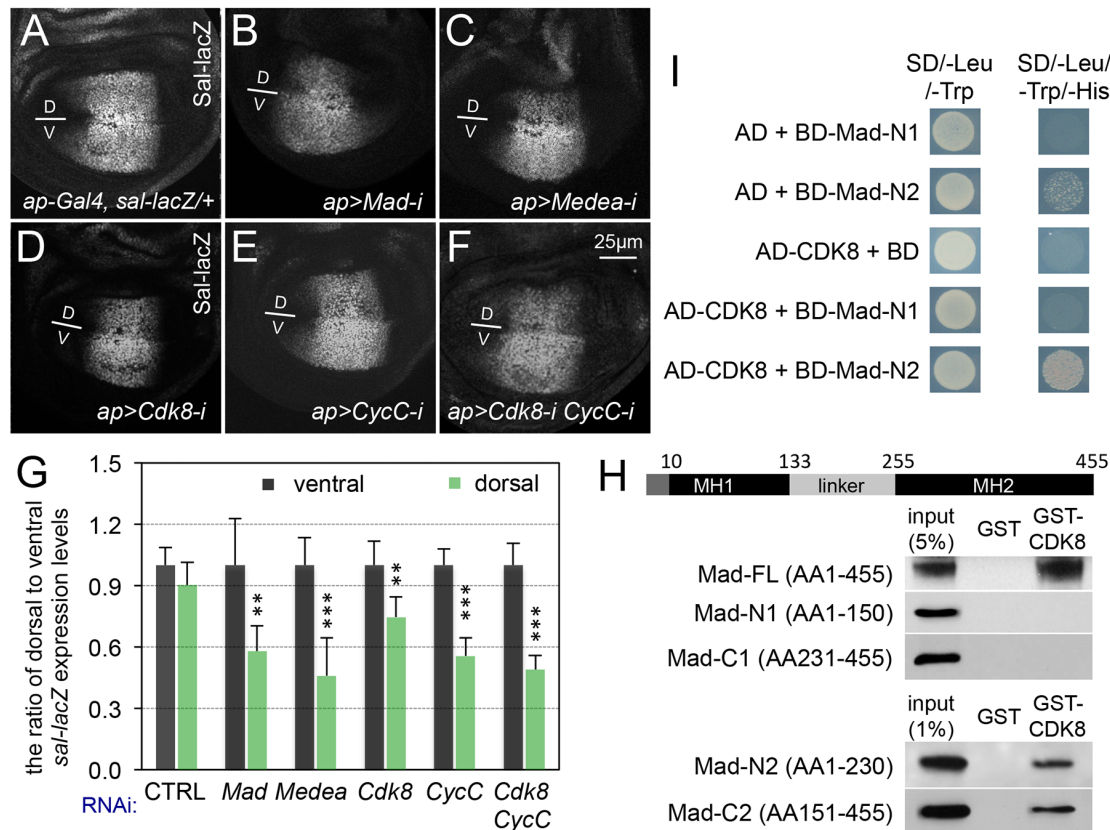 A
Sal-lacZ
D
V
ap-Gal4, sal-lacZ/+
B
D
V
ap>Mad-i
C
D
V
ap>Medea-i
D
Sal-lacZ
D
V
ap>Cdk8-i
E
D
V
ap>CycC-i
F
25µm
D
V
ap>Cdk8-i CycC-i
G
the ratio of dorsal to ventral
sal-lacZ expression levels
1.5
1.2
0.9
0.6
0.3
0.0
ventral
dorsal
**
***
**
***
***
RNAi:
CTRL
Mad
Medea
Cdk8
CycC
Cdk8
CycC
I
SD/-Leu
/-Trp
SD/-Leu/
-Trp/-His
AD + BD-Mad-N1
AD + BD-Mad-N2
AD-CDK8 + BD
AD-CDK8 + BD-Mad-N1
AD-CDK8 + BD-Mad-N2
H
10 133 255 455
MH1 linker MH2
input
(5%)
GST
GST-
CDK8
Mad-FL (AA1-455)
Mad-N1 (AA1-150)
Mad-C1 (AA231-455)
input
(1%)
GST
GST-
CDK8
Mad-N2 (AA1-230)
Mad-C2 (AA151-455)